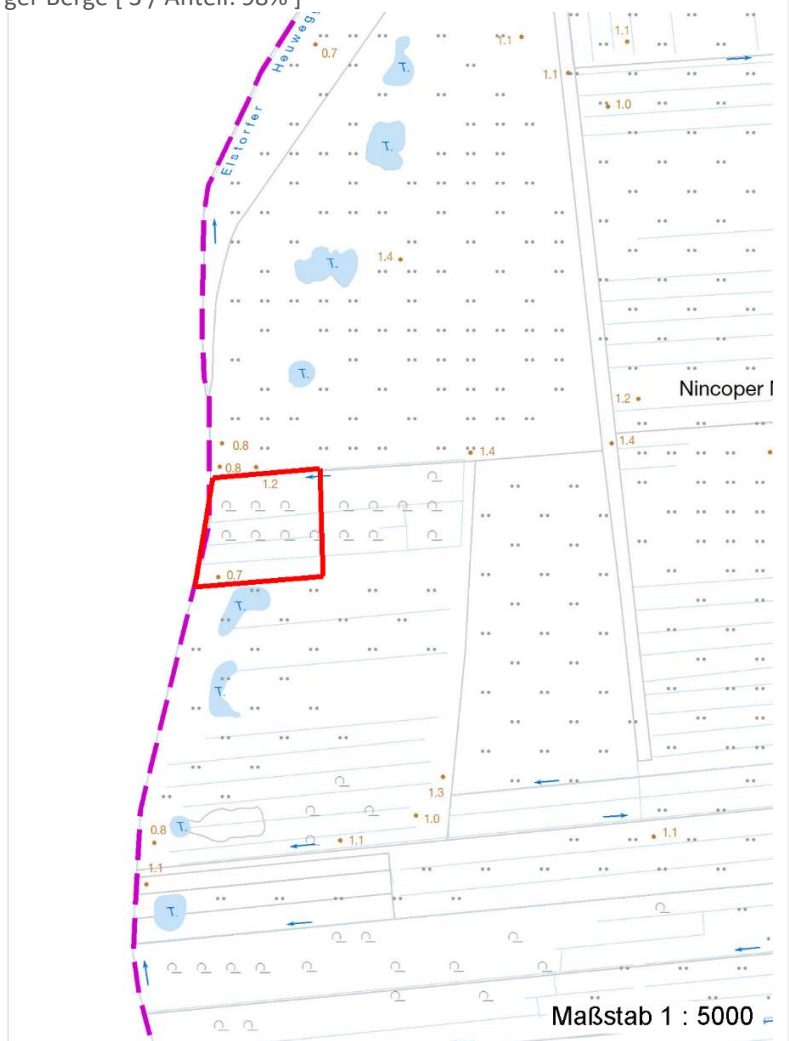 ger Berge [ 3 / Anteil: 98% ]
Elstorfer Heuweg
0.7
1.1
1.1
T.
1.1
1.0
T.
1.4
T.
T.
1.2
Nincoper
0.8
1.4
1.4
0.8
1.2
0.7
T.
T.
1.3
1.0
0.8
T.
1.1
1.1
1.1
T.
Maßstab 1 : 5000